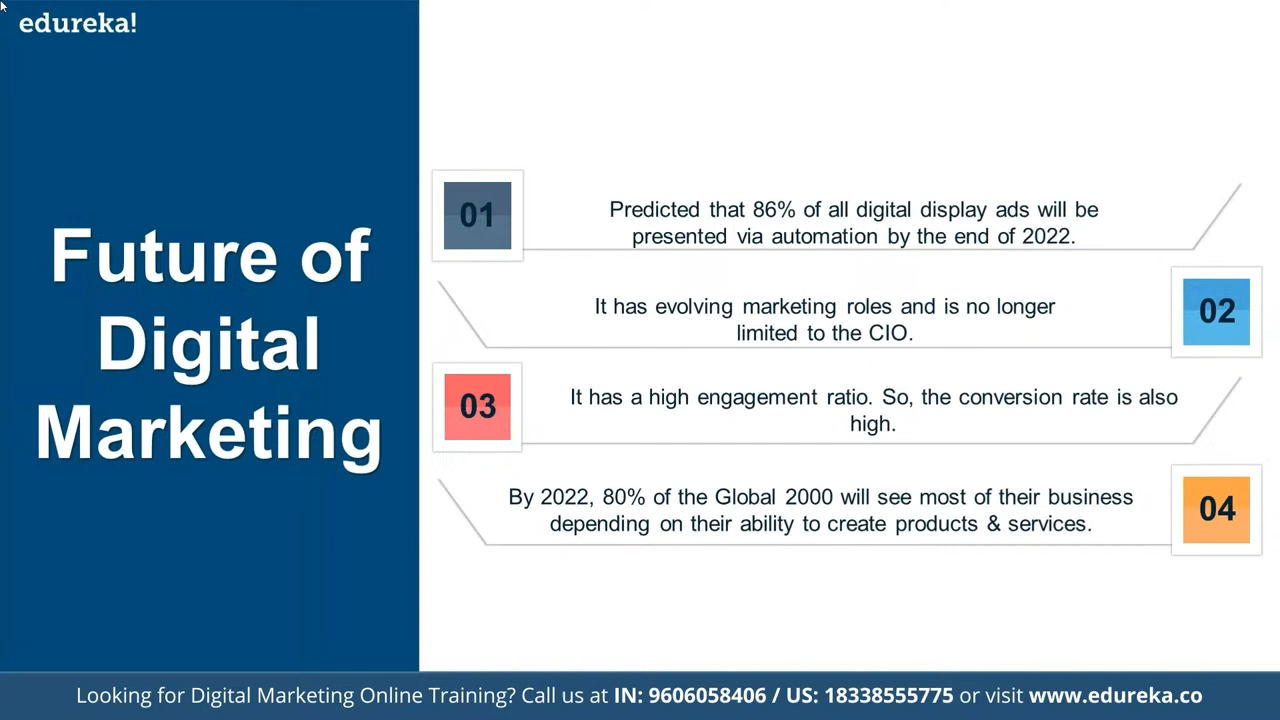 edureka!
Future of
Digital
Marketing
01
Predicted that 86% of all digital display ads will be
presented via automation by the end of 2022.
It has evolving marketing roles and is no longer
limited to the CIO.
02
03
It has a high engagement ratio. So, the conversion rate is also
high.
By 2022, 80% of the Global 2000 will see most of their business
depending on their ability to create products & services.
04
Looking for Digital Marketing Online Training? Call us at IN: 9606058406 / US: 18338555775 or visit www.edureka.co